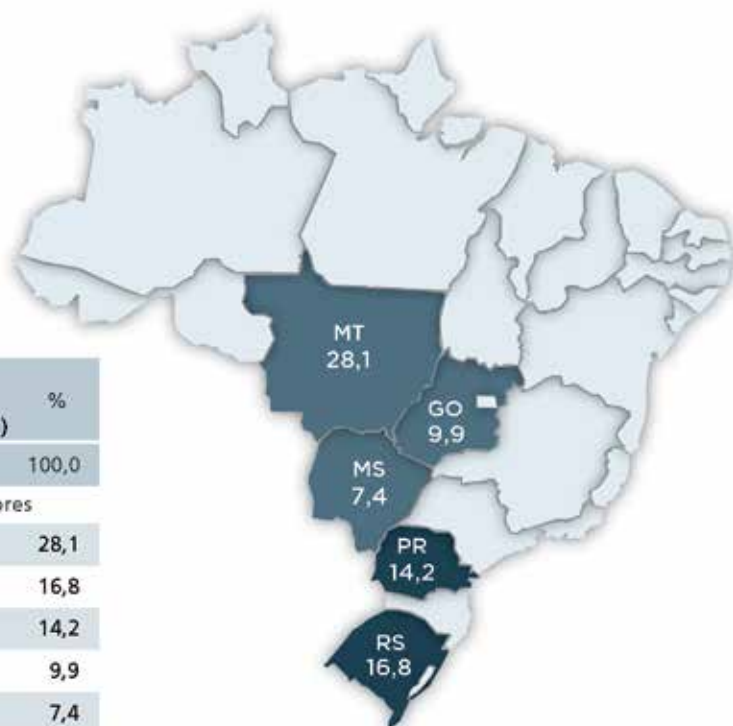 %
)
100,0
ores
28,1
16,8
14,2
9,9
7,4
MT
28,1
GO
9,9
MS
7,4
PR
14,2
RS
16,8